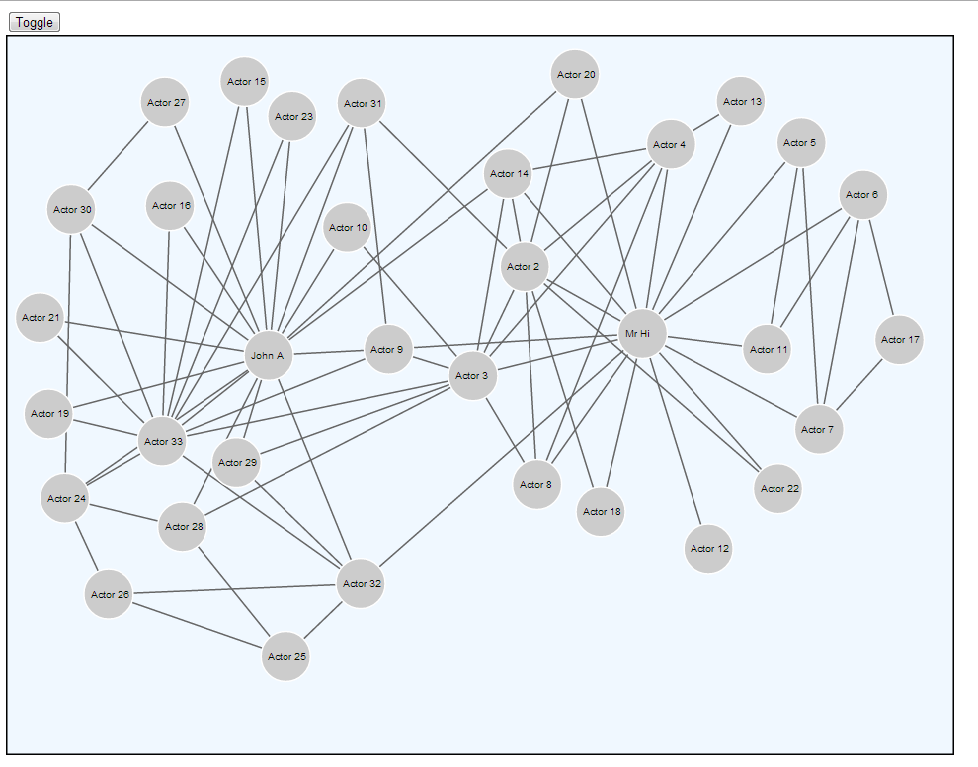 Toggle
Actor 20
Actor 15
Actor 27
Actor 31
Actor 13
Actor 23
Actor 4
Actor 5
Actor 14
Actor 6
Actor 16
Actor 30
Actor 10
Actor 2
Actor 21
Mr Hi
Actor 17
Actor 9
Actor 11
John A
Actor 3
Actor 19
Actor 7
Actor 33
Actor 29
Actor 8
Actor 22
Actor 24
Actor 18
Actor 28
Actor 12
Actor 32
Actor 26
Actor 25